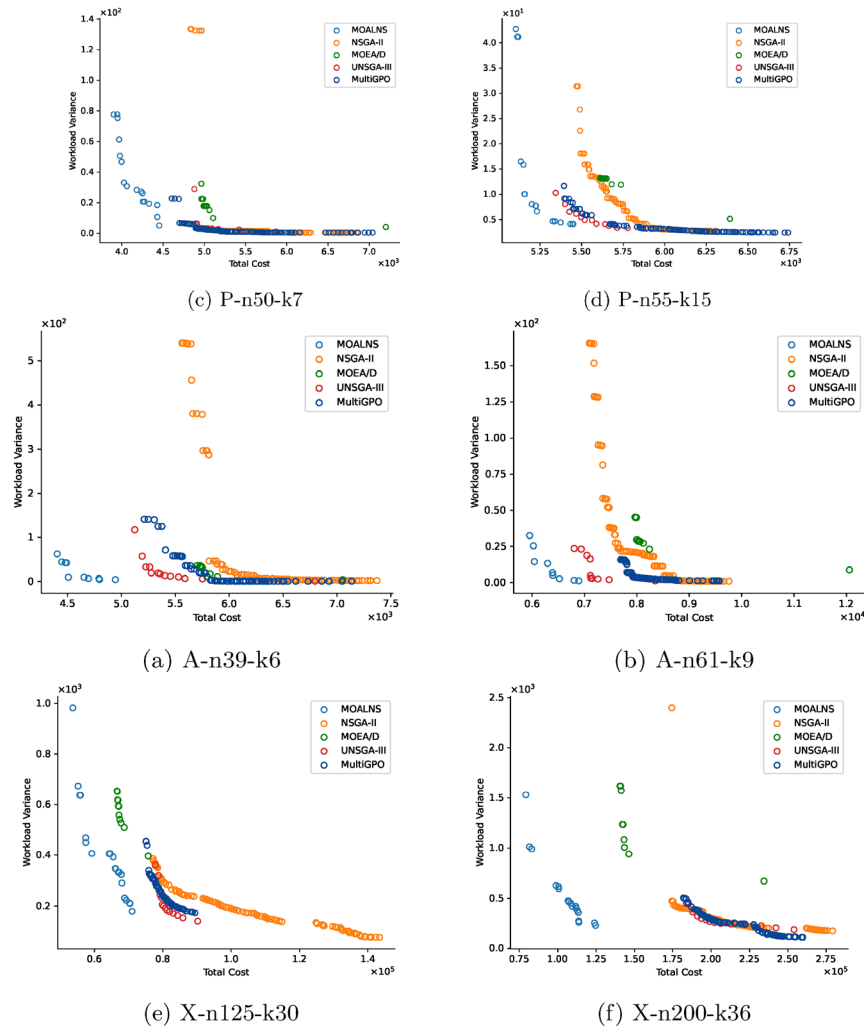 ×10² ×10¹
1.4 MOALNS MOALNS
NSGA-II 4.0 NSGA-II
1.2 MOEA/D MOEA/D
UNSGA-III 3.5 UNSGA-III
1.0 MultiGPO MultiGPO
3.0
0.8 2.5
0.6 2.0
0.4 1.5
1.0
0.2
0.5
0.0
Workload Variance Workload Variance
4.0 4.5 5.0 5.5 6.0 6.5 7.0 5.25 5.50 5.75 6.00 6.25 6.50 6.75
Total Cost ×10³ Total Cost ×10³
(c) P-n50-k7 (d) P-n55-k15
×10² ×10²
MOALNS MOALNS
5 NSGA-II 1.50 NSGA-II
MOEA/D MOEA/D
UNSGA-III 1.25 UNSGA-III
4 MultiGPO MultiGPO
1.00
3
0.75
2
0.50
1 0.25
0 0.00
Workload Variance Workload Variance
4.5 5.0 5.5 6.0 6.5 7.0 7.5 0.6 0.7 0.8 0.9 1.0 1.1 1.2
Total Cost ×10³ Total Cost ×10⁴
(a) A-n39-k6 (b) A-n61-k9
×10³ ×10³
1.0 MOALNS 2.5 MOALNS
NSGA-II NSGA-II
MOEA/D MOEA/D
0.8 UNSGA-III 2.0 UNSGA-III
MultiGPO MultiGPO
0.6 1.5
0.4 1.0
0.2 0.5
0.0
Workload Variance Workload Variance
0.6 0.8 1.0 1.2 1.4 0.75 1.00 1.25 1.50 1.75 2.00 2.25 2.50 2.75
Total Cost ×10⁵ Total Cost ×10⁵
(e) X-n125-k30 (f) X-n200-k36